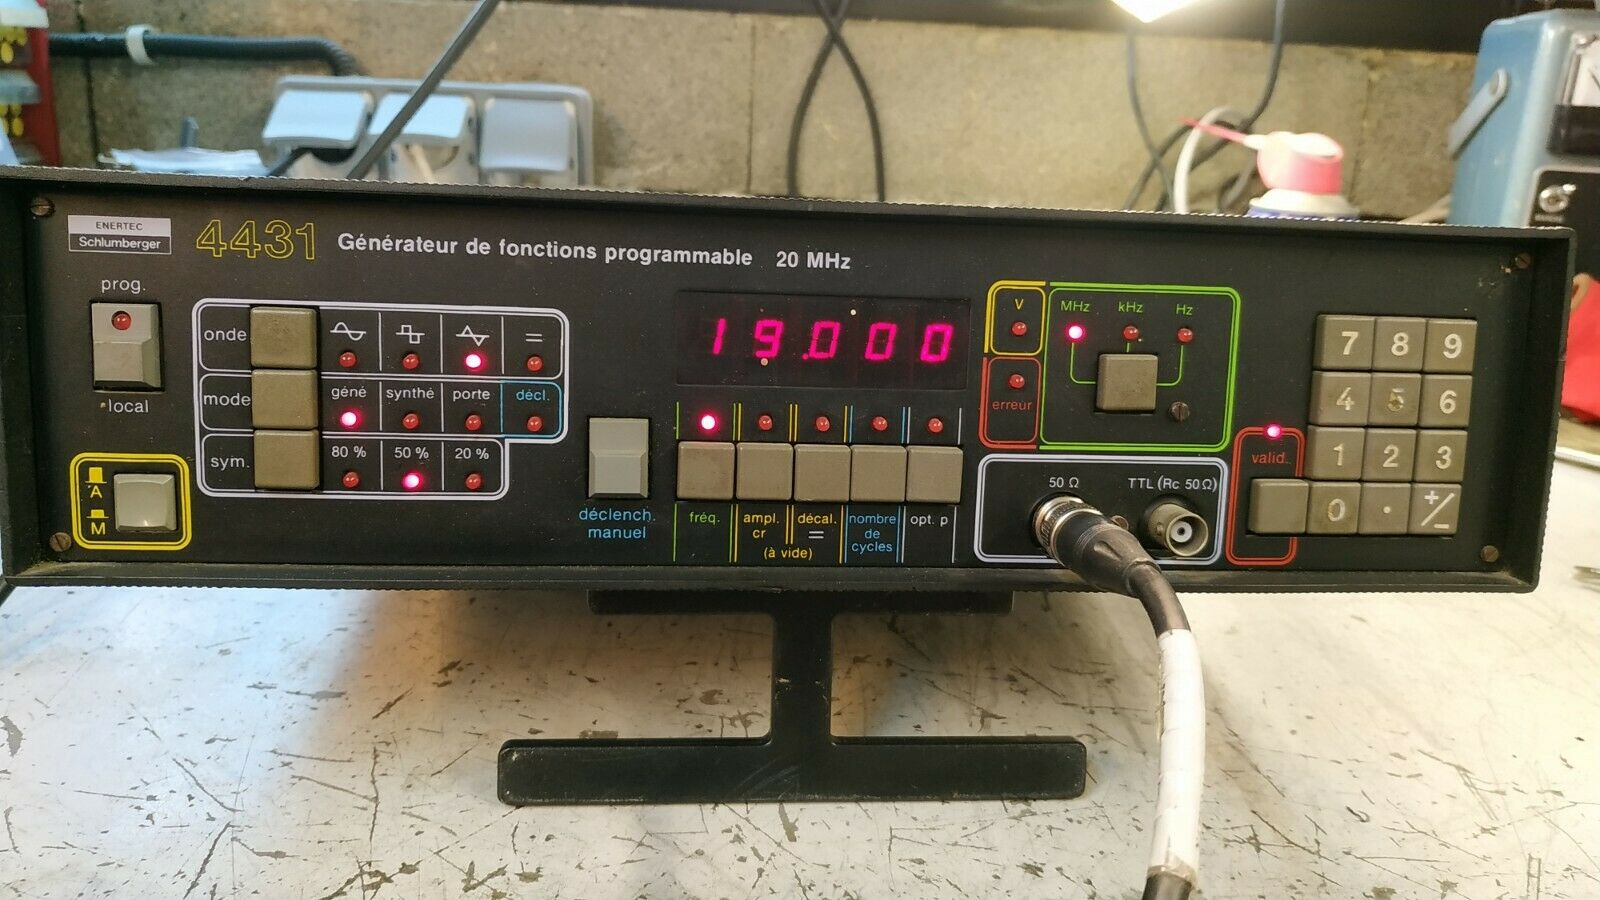 ENERTEC
Schlumberger
4431 Générateur de fonctions programmable 20 MHz
prog.
local
onde
mode géné synthé porte décl.
sym. 80 % 50 % 20 %
A
M
19.000
V
erreur
MHz kHz Hz
déclench.
manuel
fréq.
ampl.
cr
décal.
=
(à vide)
nombre
de
cycles
opt. p
50 Ω
TTL (Rc 50Ω)
valid.
7 8 9
4 5 6
1 2 3
0 . +/−